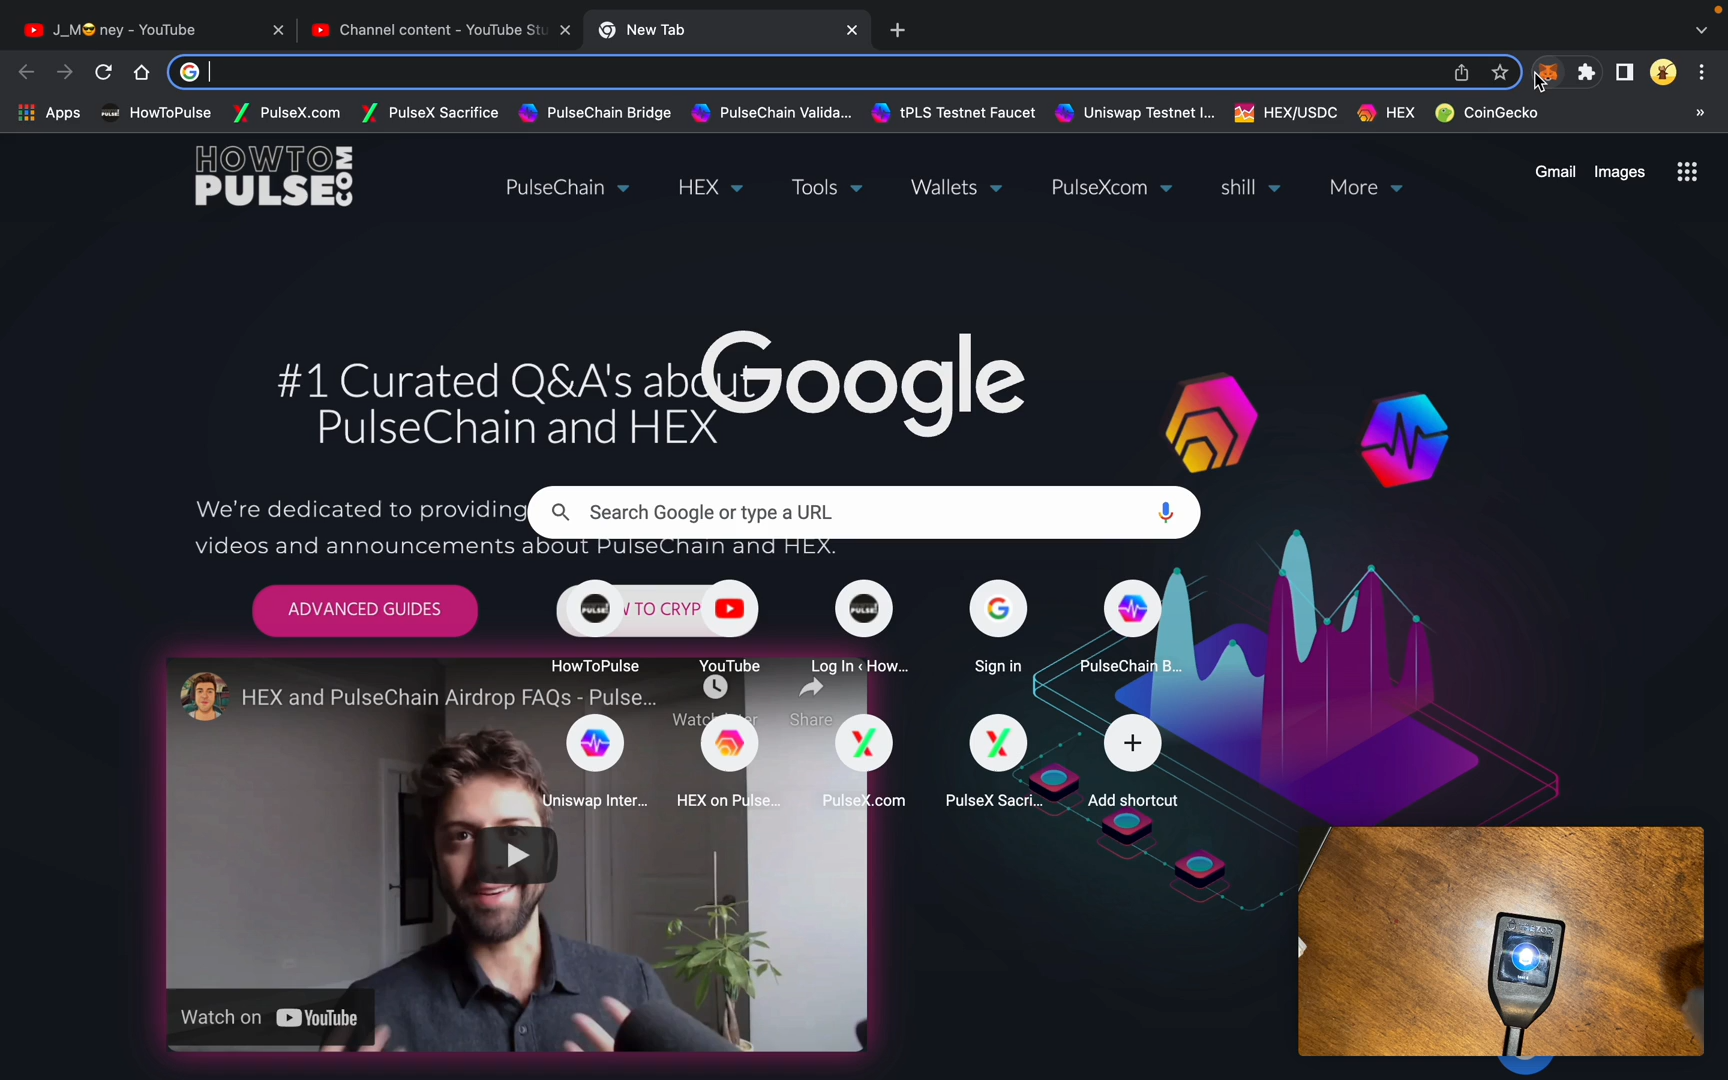 J_M😎 ney - YouTube
Channel content - YouTube Stu
New Tab
Apps
HowToPulse
PulseX.com
PulseX Sacrifice
PulseChain Bridge
PulseChain Valida...
tPLS Testnet Faucet
Uniswap Testnet I...
HEX/USDC
HEX
CoinGecko
»
HOWTO
PULSE
COM
PulseChain
HEX
Tools
Wallets
PulseXcom
shill
More
Gmail
Images
Google
#1 Curated Q&A's about
PulseChain and HEX
We're dedicated to providing
Search Google or type a URL
videos and announcements about PulseChain and HEX.
ADVANCED GUIDES
W TO CRYP
HowToPulse
YouTube
Log In ‹ How...
Sign in
PulseChain B...
HEX and PulseChain Airdrop FAQs - Pulse...
Share
Uniswap Inter...
HEX on Pulse...
PulseX.com
PulseX Sacri...
Add shortcut
Watch on YouTube